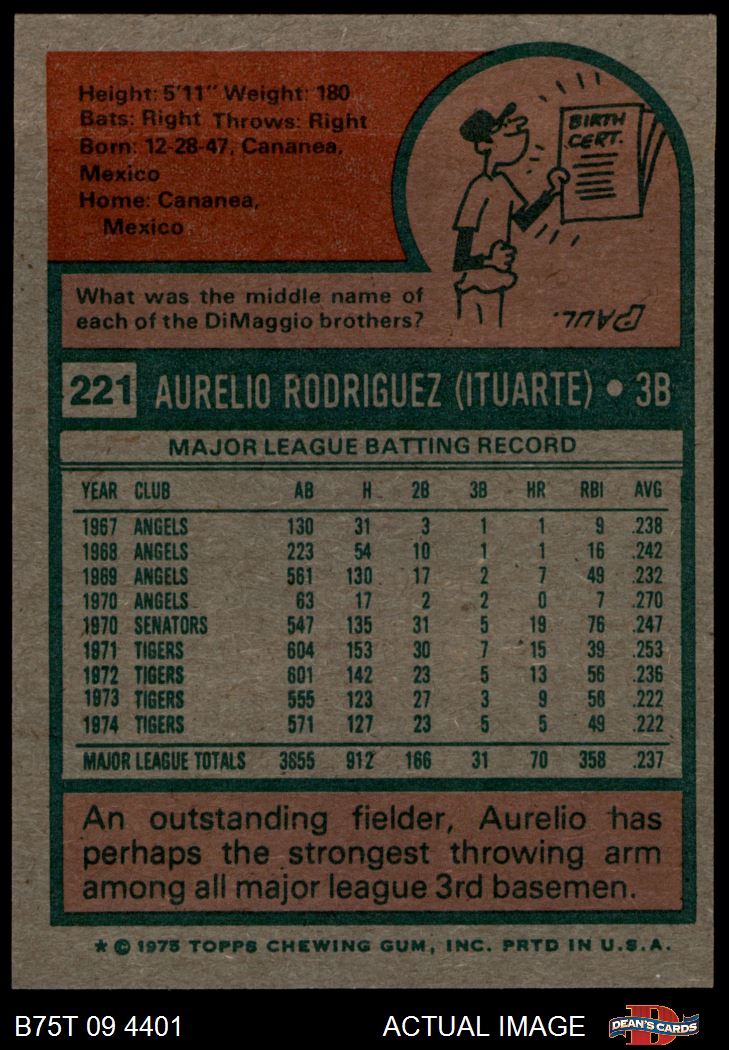 Height: 5'11" Weight: 180
Bats: Right Throws: Right
Born: 12-28-47, Cananea,
Mexico
Home: Cananea,
Mexico
BIRTH
CERT.
What was the middle name of
each of the DiMaggio brothers?
PAUL.
221 AURELIO RODRIGUEZ (ITUARTE) • 3B
MAJOR LEAGUE BATTING RECORD
YEAR CLUB AB H 2B 3B HR RBI AVG
1967 ANGELS 130 31 3 1 1 9 .238
1968 ANGELS 223 54 10 1 1 16 .242
1969 ANGELS 561 130 17 2 7 49 .232
1970 ANGELS 63 17 2 2 0 7 .270
1970 SENATORS 547 135 31 5 19 76 .247
1971 TIGERS 604 153 30 7 15 39 .253
1972 TIGERS 601 142 23 5 13 56 .236
1973 TIGERS 555 123 27 3 9 58 .222
1974 TIGERS 571 127 23 5 5 49 .222
MAJOR LEAGUE TOTALS 3855 912 166 31 70 358 .237
An outstanding fielder, Aurelio has
perhaps the strongest throwing arm
among all major league 3rd basemen.
* © 1975 TOPPS CHEWING GUM, INC. PRTD IN U.S.A.
B75T 09 4401 ACTUAL IMAGE DEAN'S CARDS